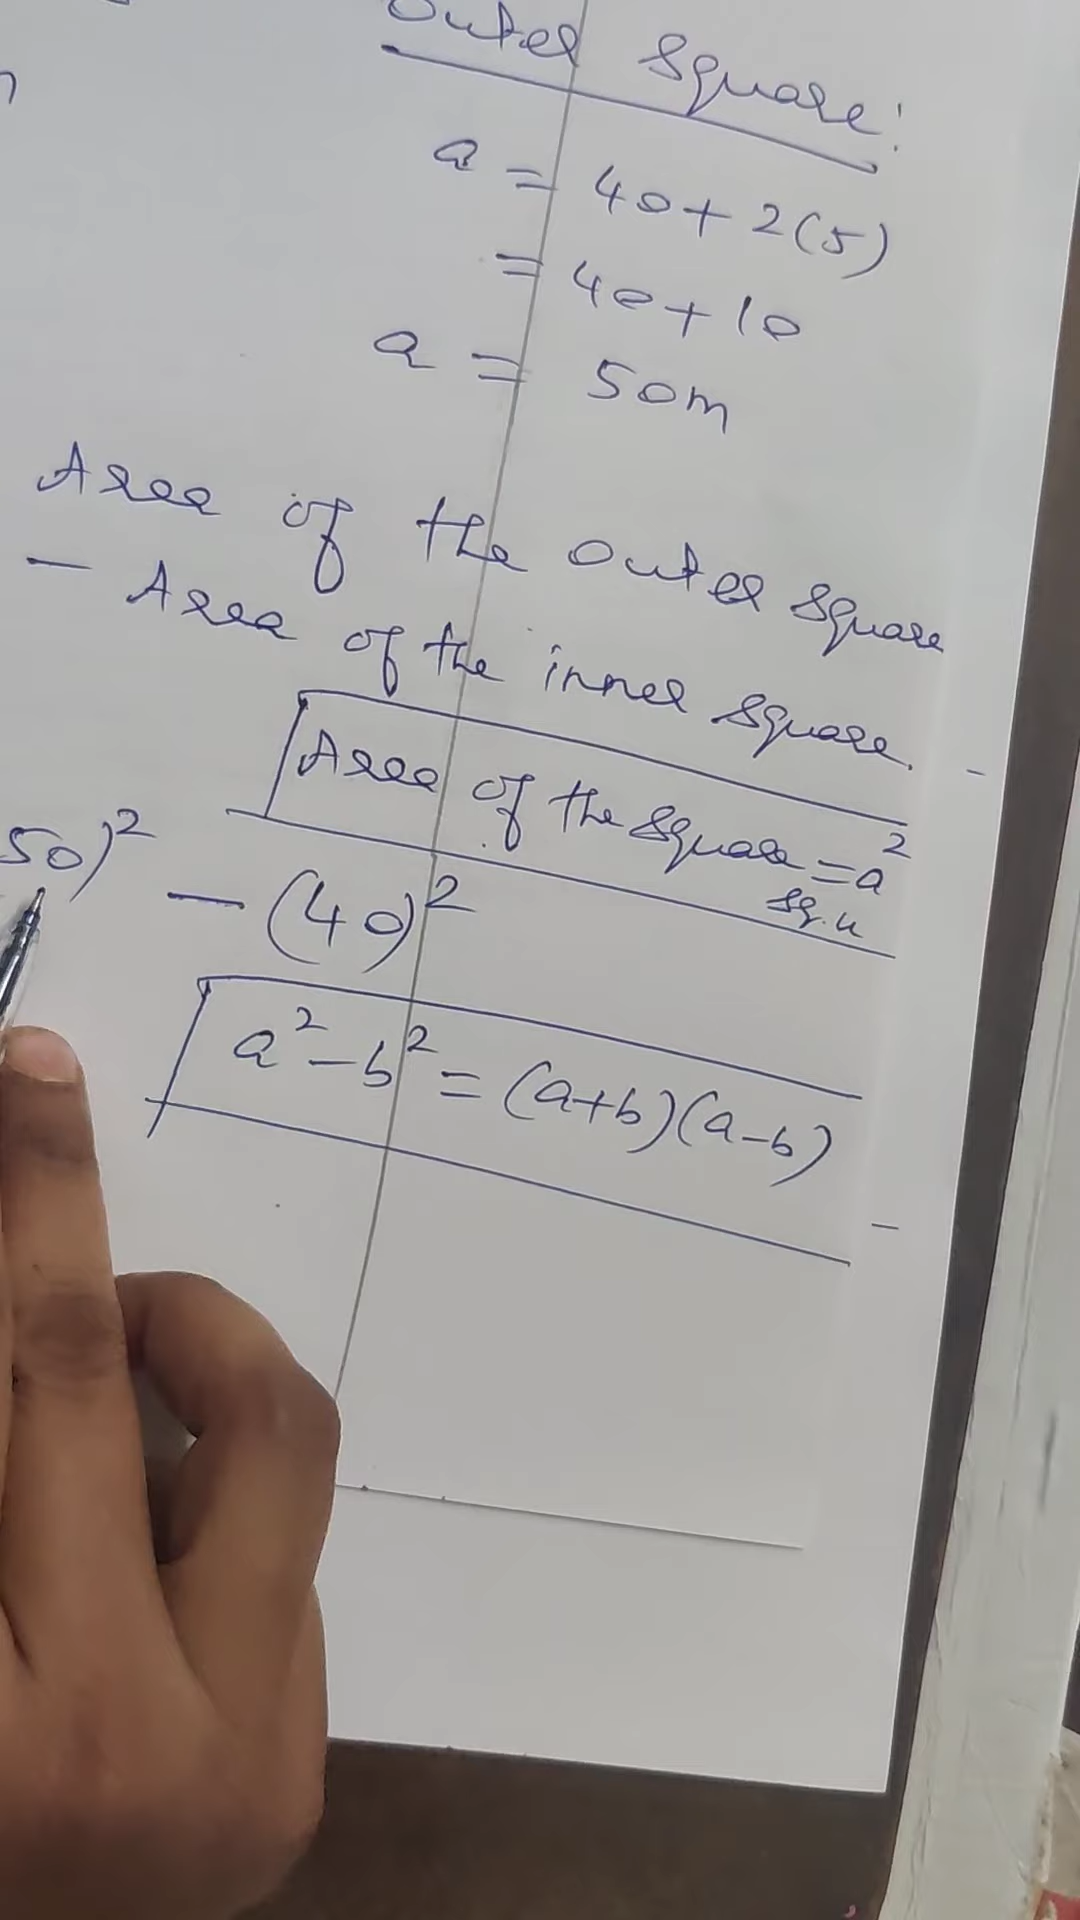 Outer Square:
a = 40+2(5)
= 40+10
a = 50m
Area of the Outer Square
- Area of the inner Square.
Area of the Square = a²
sq.u
50)² - (40)²
a²-b² = (a+b)(a-b)